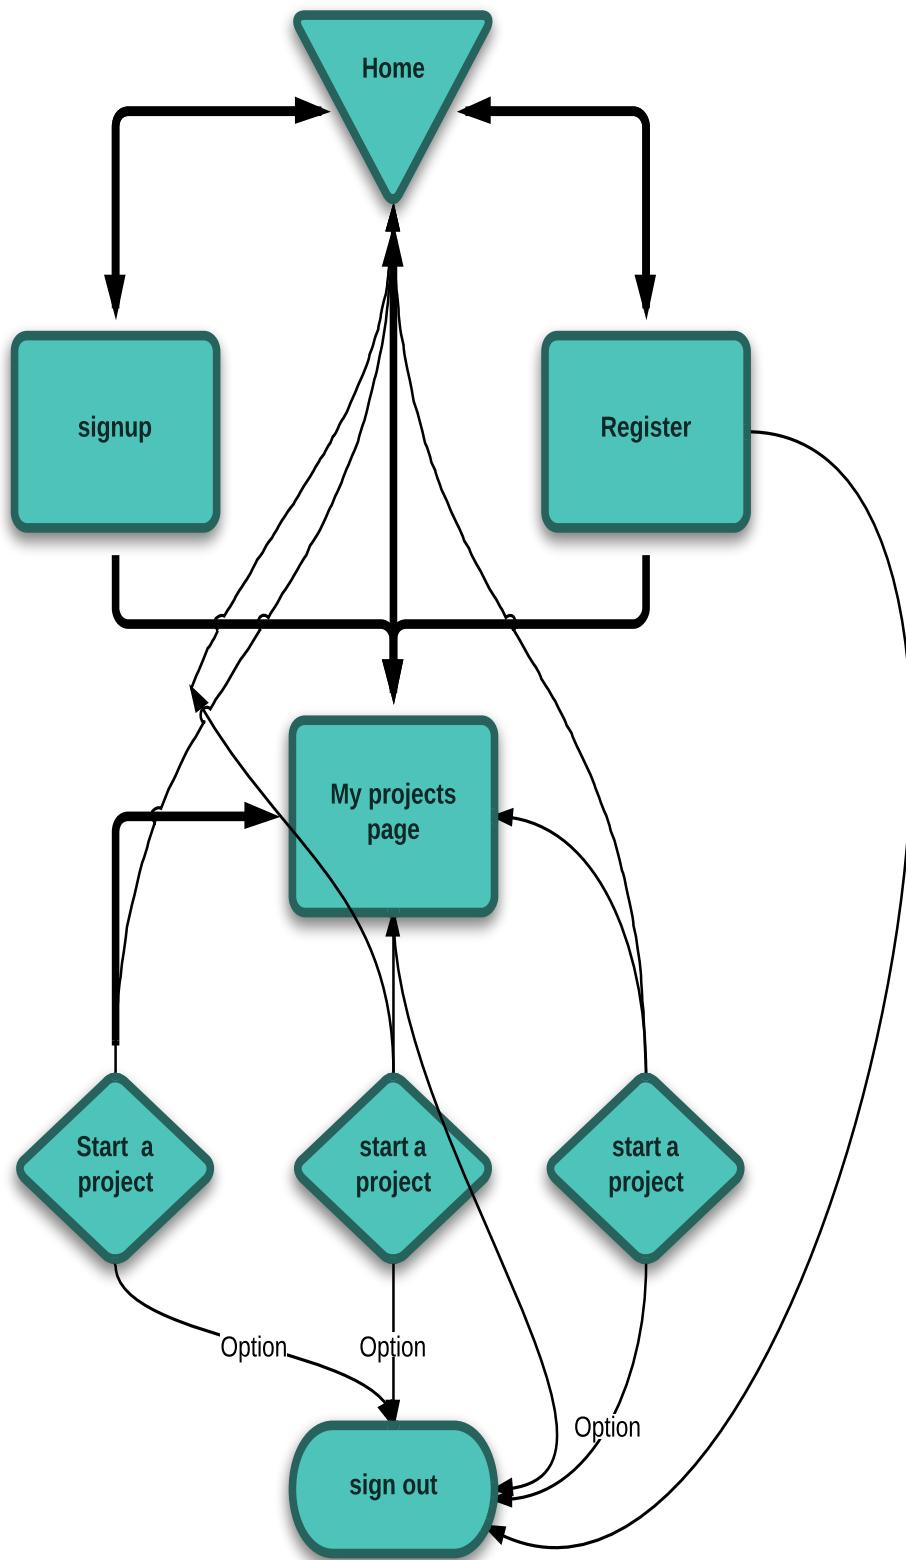 Home
signup
Register
My projects
page
Start a
project
start a
project
start a
project
Option
Option
Option
sign out